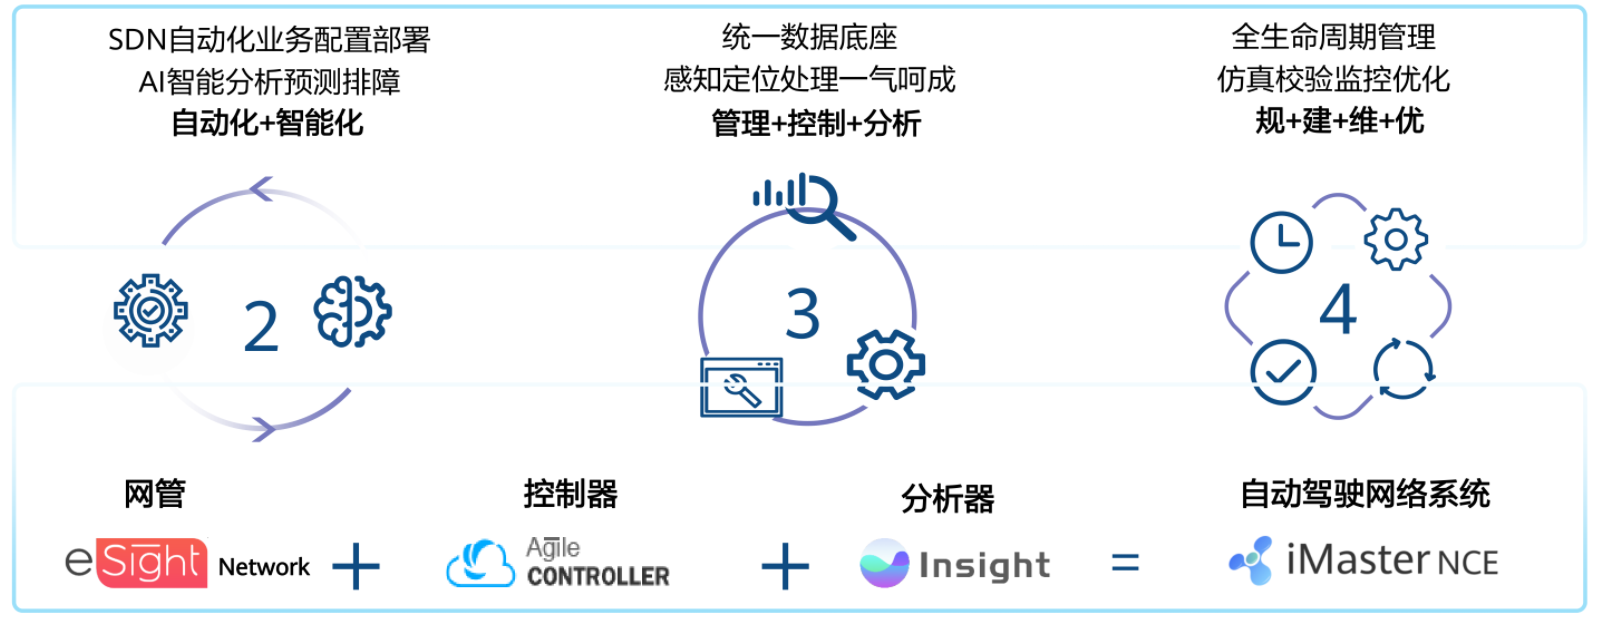 SDN自动化业务配置部署
AI智能分析预测排障
自动化+智能化
统一数据底座
感知定位处理一气呵成
管理+控制+分析
全生命周期管理
仿真校验监控优化
规+建+维+优
2
3
4
网管
控制器
分析器
自动驾驶网络系统
eSight Network
+
Agile
CONTROLLER
+
Insight
=
iMaster NCE